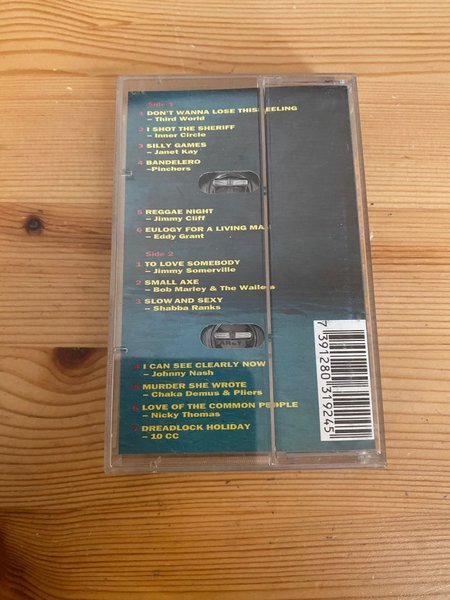 Side 1
1 DON'T WANNA LOSE THIS FEELING
– Third World
2 I SHOT THE SHERIFF
– Inner Circle
3 SILLY GAMES
– Janet Kay
4 BANDELERO
–Pinchers
5 REGGAE NIGHT
– Jimmy Cliff
6 EULOGY FOR A LIVING MAN
– Eddy Grant
Side 2
1 TO LOVE SOMEBODY
– Jimmy Somerville
2 SMALL AXE
– Bob Marley & The Wailers
3 SLOW AND SEXY
– Shabba Ranks
4 I CAN SEE CLEARLY NOW
– Johnny Nash
5 MURDER SHE WROTE
– Chaka Demus & Pliers
6 LOVE OF THE COMMON PEOPLE
– Nicky Thomas
7 DREADLOCK HOLIDAY
– 10 CC
7 391280 319245